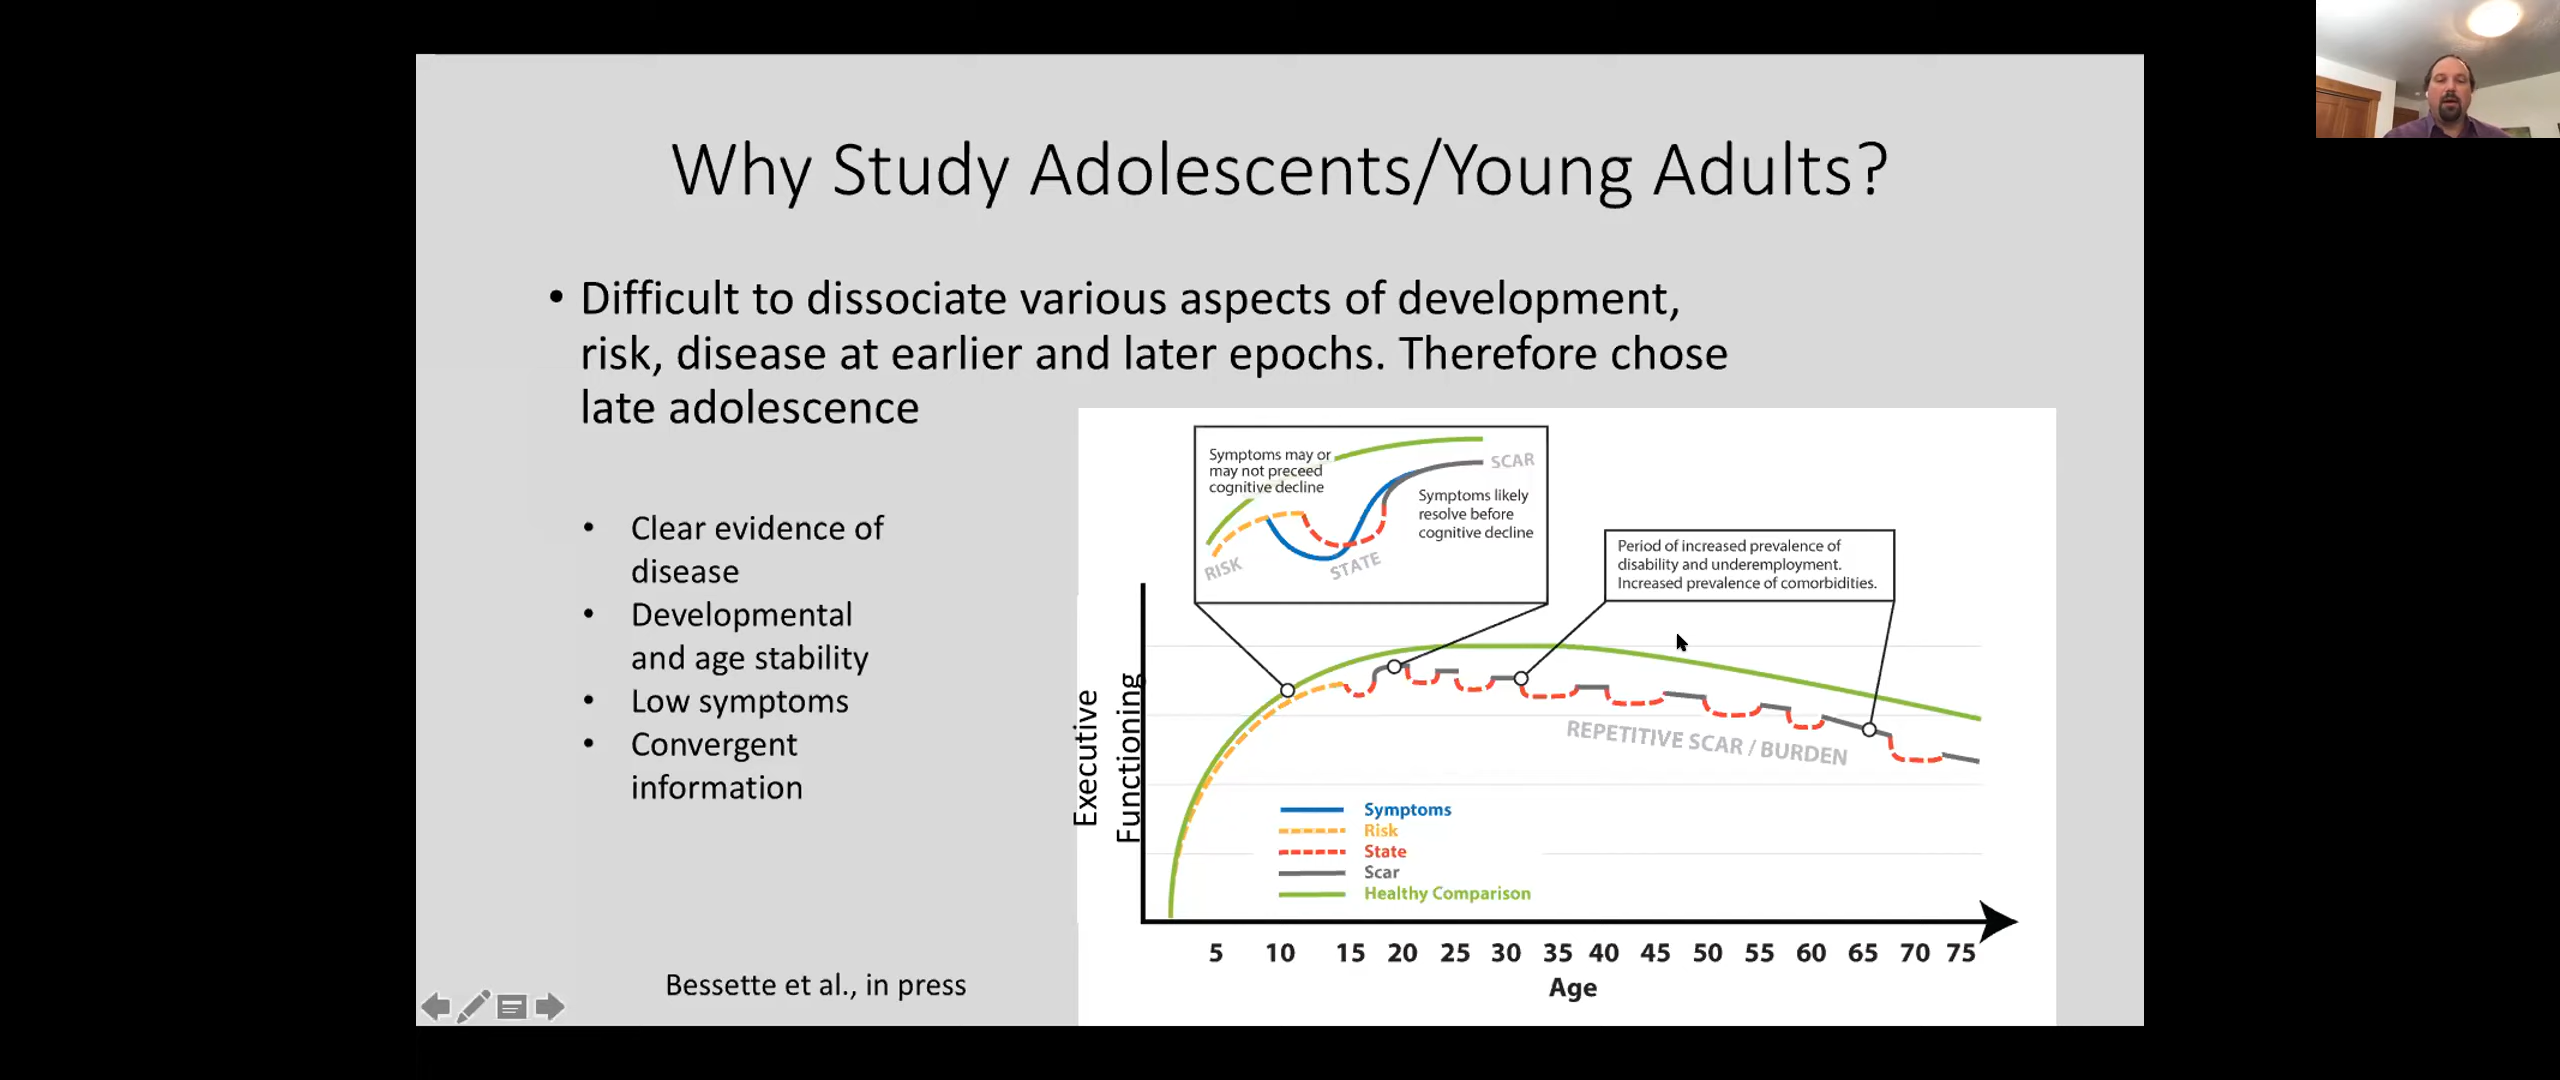 Why Study Adolescents/Young Adults?
• Difficult to dissociate various aspects of development,
risk, disease at earlier and later epochs. Therefore chose
late adolescence
• Clear evidence of
disease
• Developmental
and age stability
• Low symptoms
• Convergent
information
Bessette et al., in press
Symptoms may or
may not preceed
cognitive decline
SCAR
Symptoms likely
resolve before
cognitive decline
RISK
STATE
Period of increased prevalence of
disability and underemployment.
Increased prevalence of comorbidities.
REPETITIVE SCAR / BURDEN
Executive
Functioning
Symptoms
Risk
State
Scar
Healthy Comparison
5 10 15 20 25 30 35 40 45 50 55 60 65 70 75
Age